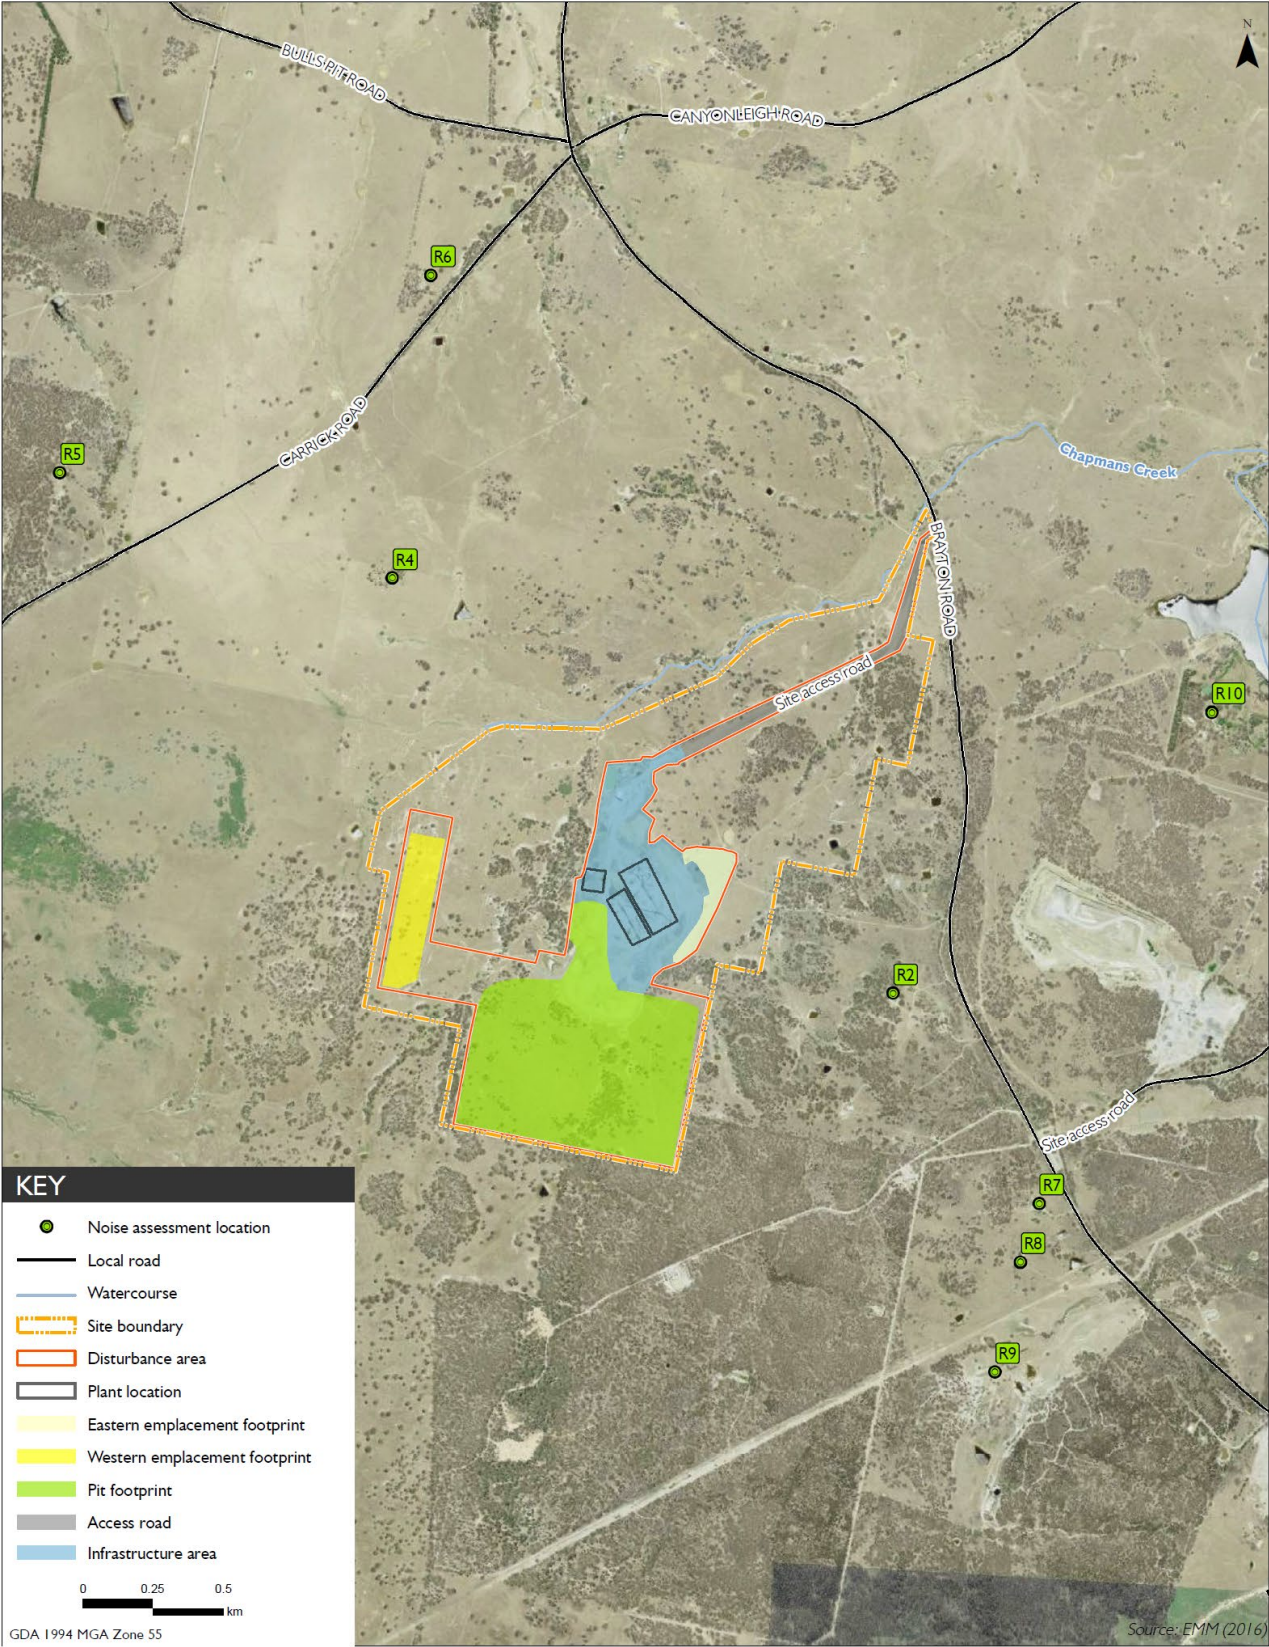 N
BULLS PIT ROAD
CANYONLEIGH ROAD
R6
CARRICK ROAD
R5
Chapmans Creek
R4
BRAYTON ROAD
Site access road
R10
R2
Site access road
R7
R8
R9
KEY
Noise assessment location
Local road
Watercourse
Site boundary
Disturbance area
Plant location
Eastern emplacement footprint
Western emplacement footprint
Pit footprint
Access road
Infrastructure area
0 0.25 0.5
km
GDA 1994 MGA Zone 55
Source: EMM (2016)